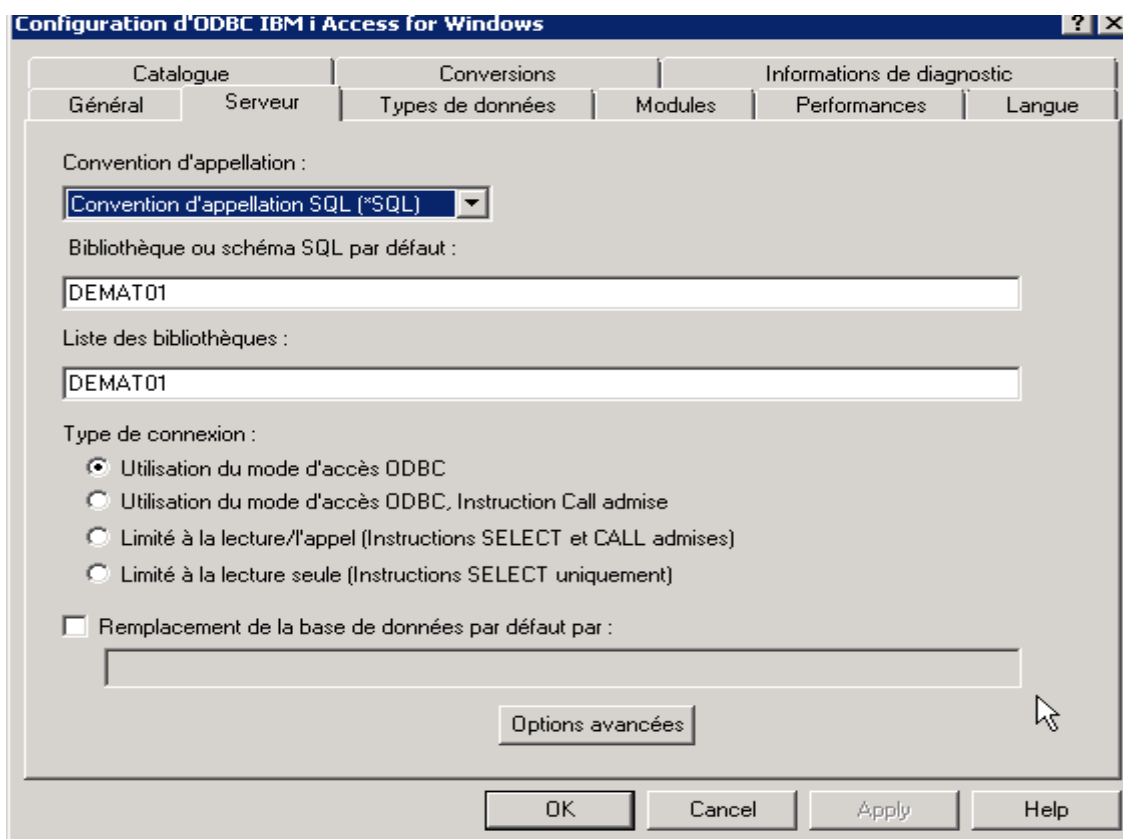 Configuration d'ODBC IBM i Access for Windows
Catalogue Conversions Informations de diagnostic
Général Serveur Types de données Modules Performances Langue
Convention d'appellation :
Convention d'appellation SQL (*SQL)
Bibliothèque ou schéma SQL par défaut :
DEMAT01
Liste des bibliothèques :
DEMAT01
Type de connexion :
Utilisation du mode d'accès ODBC
Utilisation du mode d'accès ODBC, Instruction Call admise
Limité à la lecture/l'appel (Instructions SELECT et CALL admises)
Limité à la lecture seule (Instructions SELECT uniquement)
Remplacement de la base de données par défaut par :
Options avancées
OK Cancel Apply Help